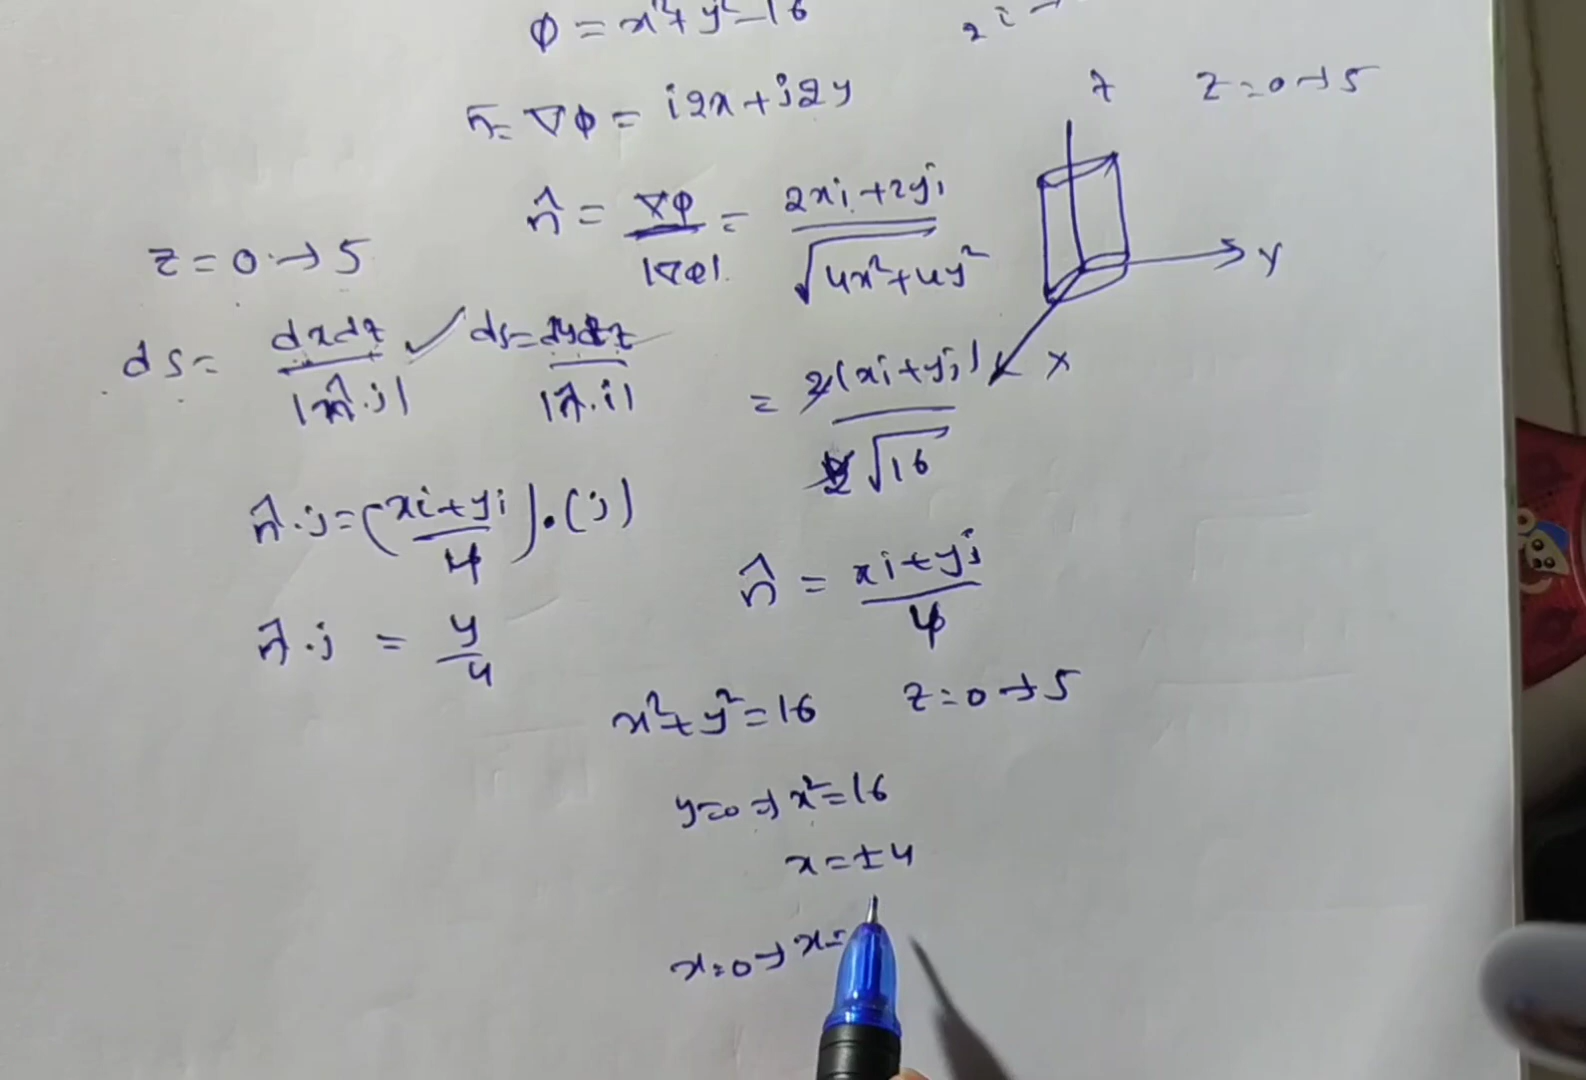 φ = x²+y²-16
2i
n̄ = ∇φ = i2x + j2y
z z=0→5
n̂ = ∇φ/|∇φ| = 2xi+2yj/√4x²+4y²
y
x
z = 0→5
ds = dxdz/|n̂.j| ✓ ds = dydz/|n̂.i|
= 2(xi+yj)/2√16
n̂.j = (xi+yj/4).(j)
n̂ = xi+yj/4
n̂.j = y/4
x²+y²=16 z=0→5
y=0⇒x²=16
x=±4
x=0→x=